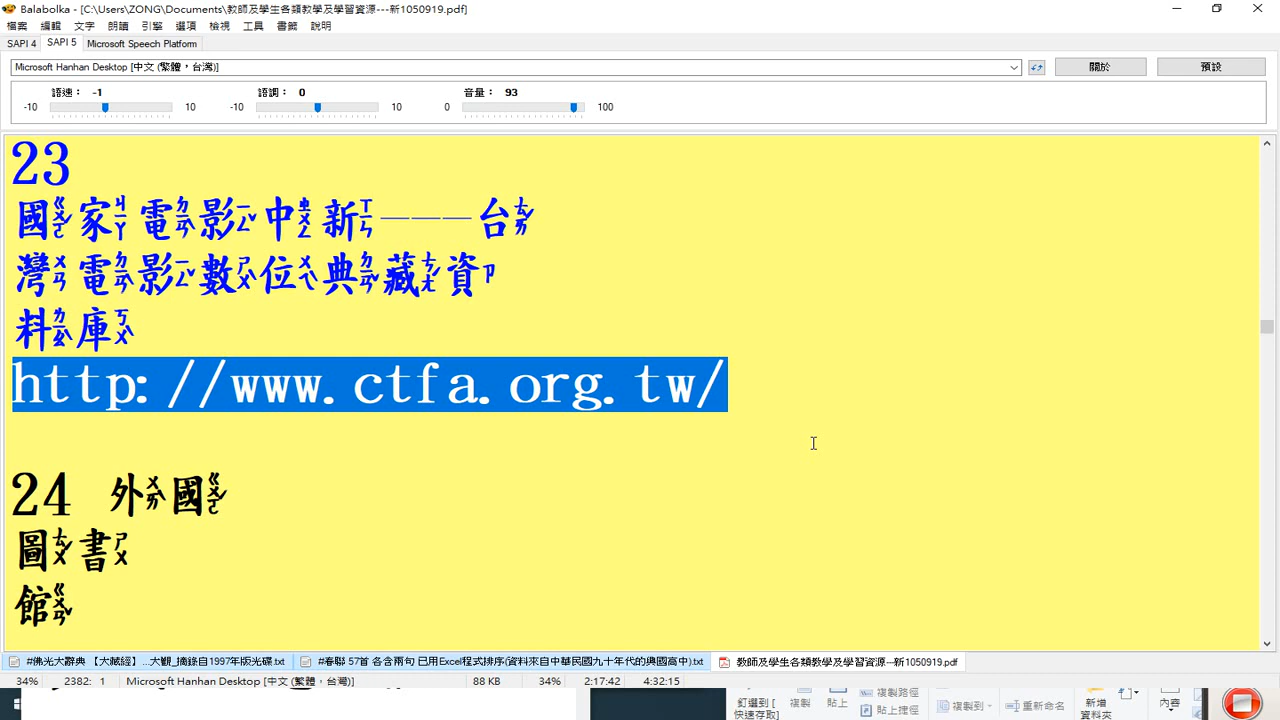 Balabolka - [C:\Users\ZONG\Documents\教師及學生各類教學及學習資源---新1050919.pdf]
檔案 編輯 文字 朗讀 引擎 選項 檢視 工具 書籤 說明
SAPI 4 SAPI 5 Microsoft Speech Platform
Microsoft Hanhan Desktop [中文 (繁體，台灣)] 關於 預設
語速： -1 語調： 0 音量： 93
-10 10 -10 10 0 100
23
國家電影中新———台
灣電影數位典藏資
料庫
http://www.ctfa.org.tw/
24 外國
圖書
館
#佛光大辭典 【大藏經】...大觀_摘錄自1997年版光碟.txt #春聯 57首 各含兩句 已用Excel程式排序(資料來自中華民國九十年代的興國高中).txt 教師及學生各類教學及學習資源---新1050919.pdf
34% 2382: 1 Microsoft Hanhan Desktop [中文 (繁體，台灣)] 88 KB 34% 2:17:42 4:32:15
釘選到 [ 複製 貼上 複製路徑 新增 內容
快速存取] 貼上捷徑 複製到 重新命名 資料夾